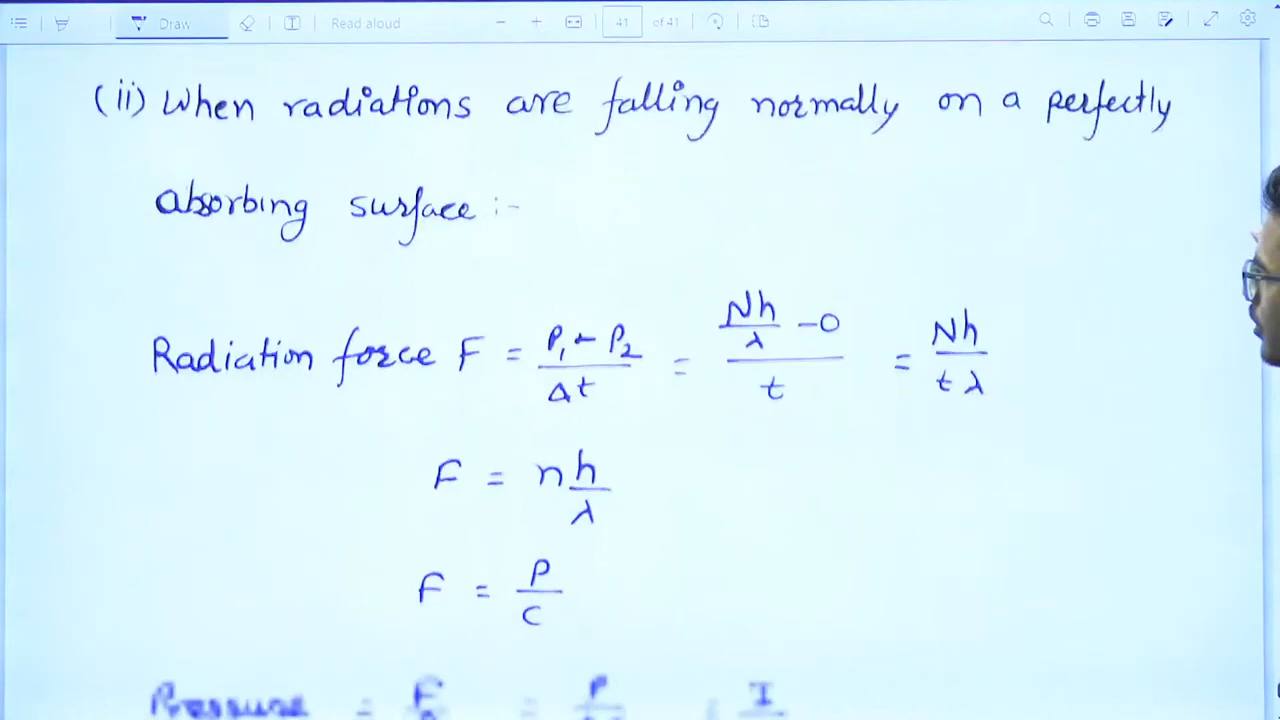 Draw
Read aloud
41 of 41
(ii) When radiations are falling normally on a perfectly
absorbing surface :-
Radiation force F = P₁ - P₂ / Δt = (Nh/λ - 0) / t = Nh / tλ
F = n h/λ
F = P/C
Pressure = F = P I